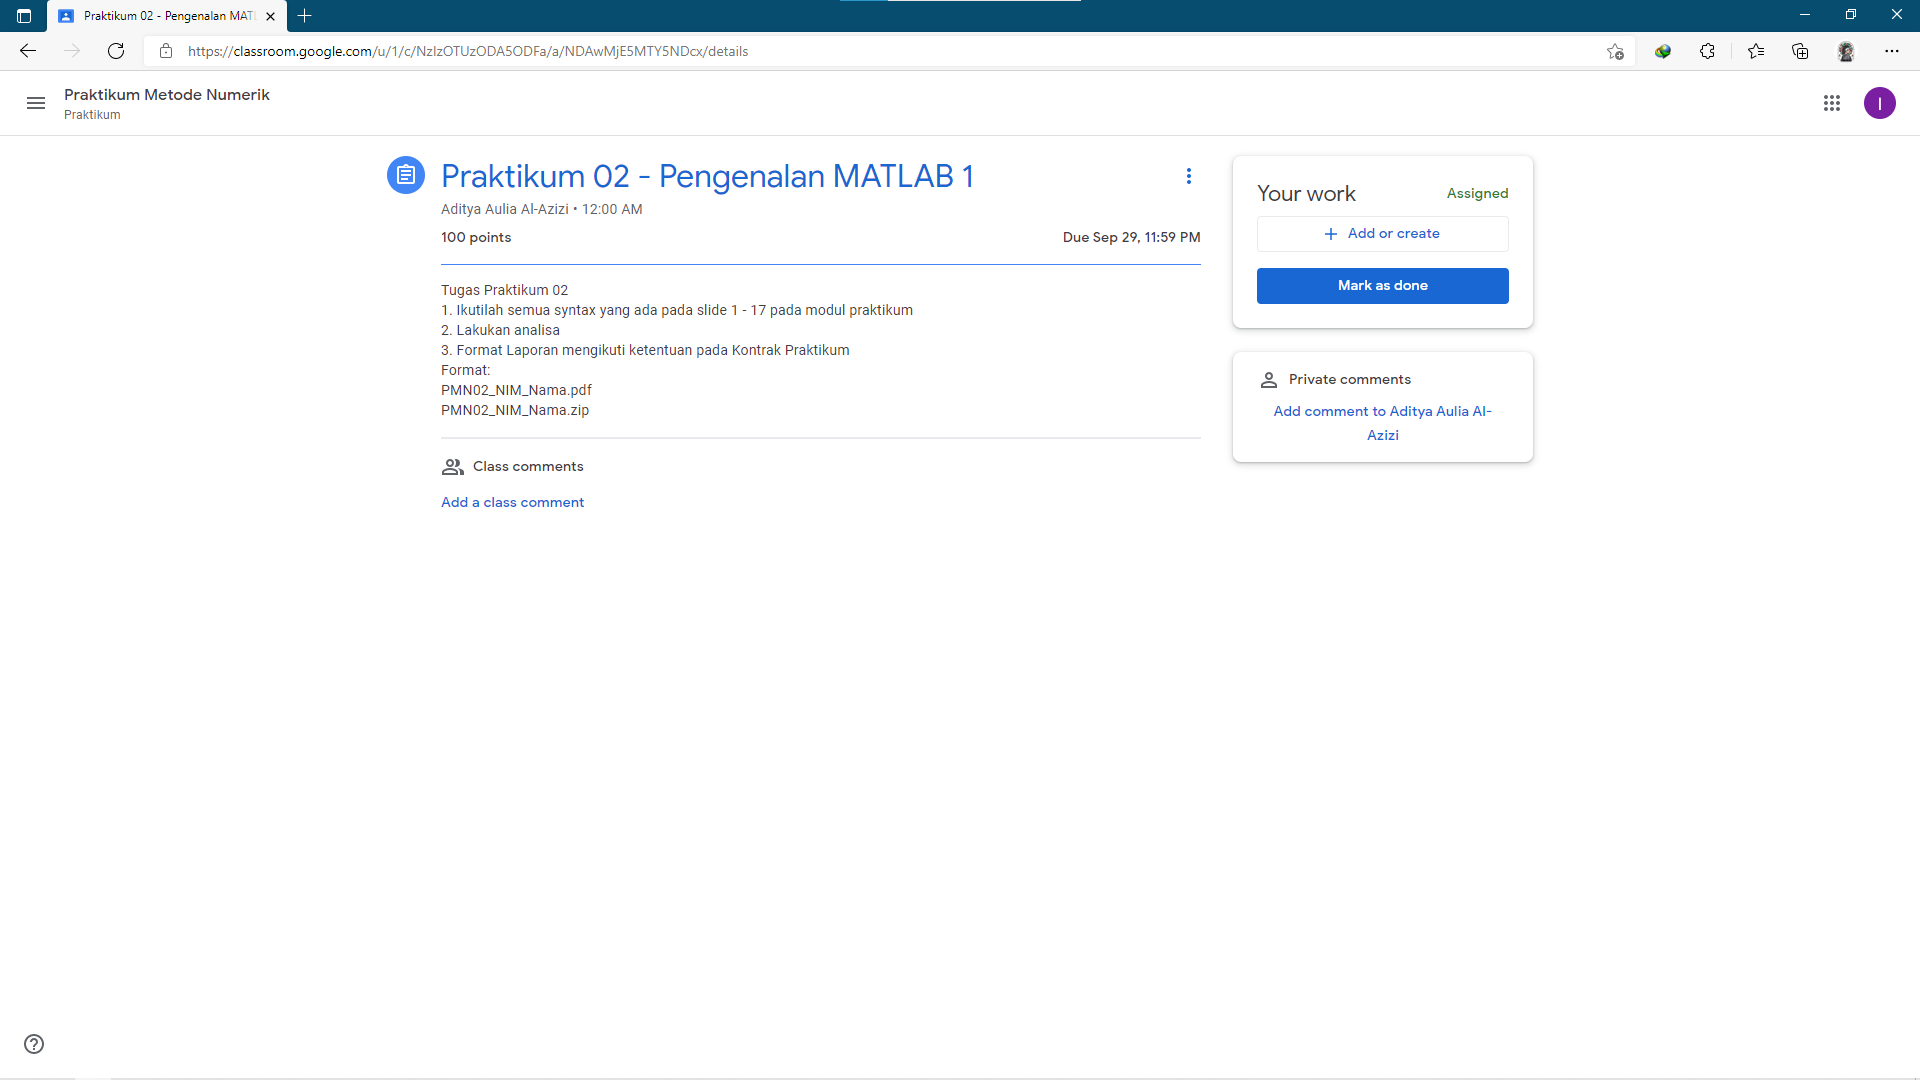 Praktikum 02 - Pengenalan MATL
https://classroom.google.com/u/1/c/NzIzOTUzODA5ODFa/a/NDAwMjE5MTY5NDcx/details
Praktikum Metode Numerik
Praktikum
I
Praktikum 02 - Pengenalan MATLAB 1
Aditya Aulia Al-Azizi • 12:00 AM
100 points
Due Sep 29, 11:59 PM
Tugas Praktikum 02
1. Ikutilah semua syntax yang ada pada slide 1 - 17 pada modul praktikum
2. Lakukan analisa
3. Format Laporan mengikuti ketentuan pada Kontrak Praktikum
Format:
PMN02_NIM_Nama.pdf
PMN02_NIM_Nama.zip
Class comments
Add a class comment
Your work
Assigned
+ Add or create
Mark as done
Private comments
Add comment to Aditya Aulia Al-
Azizi